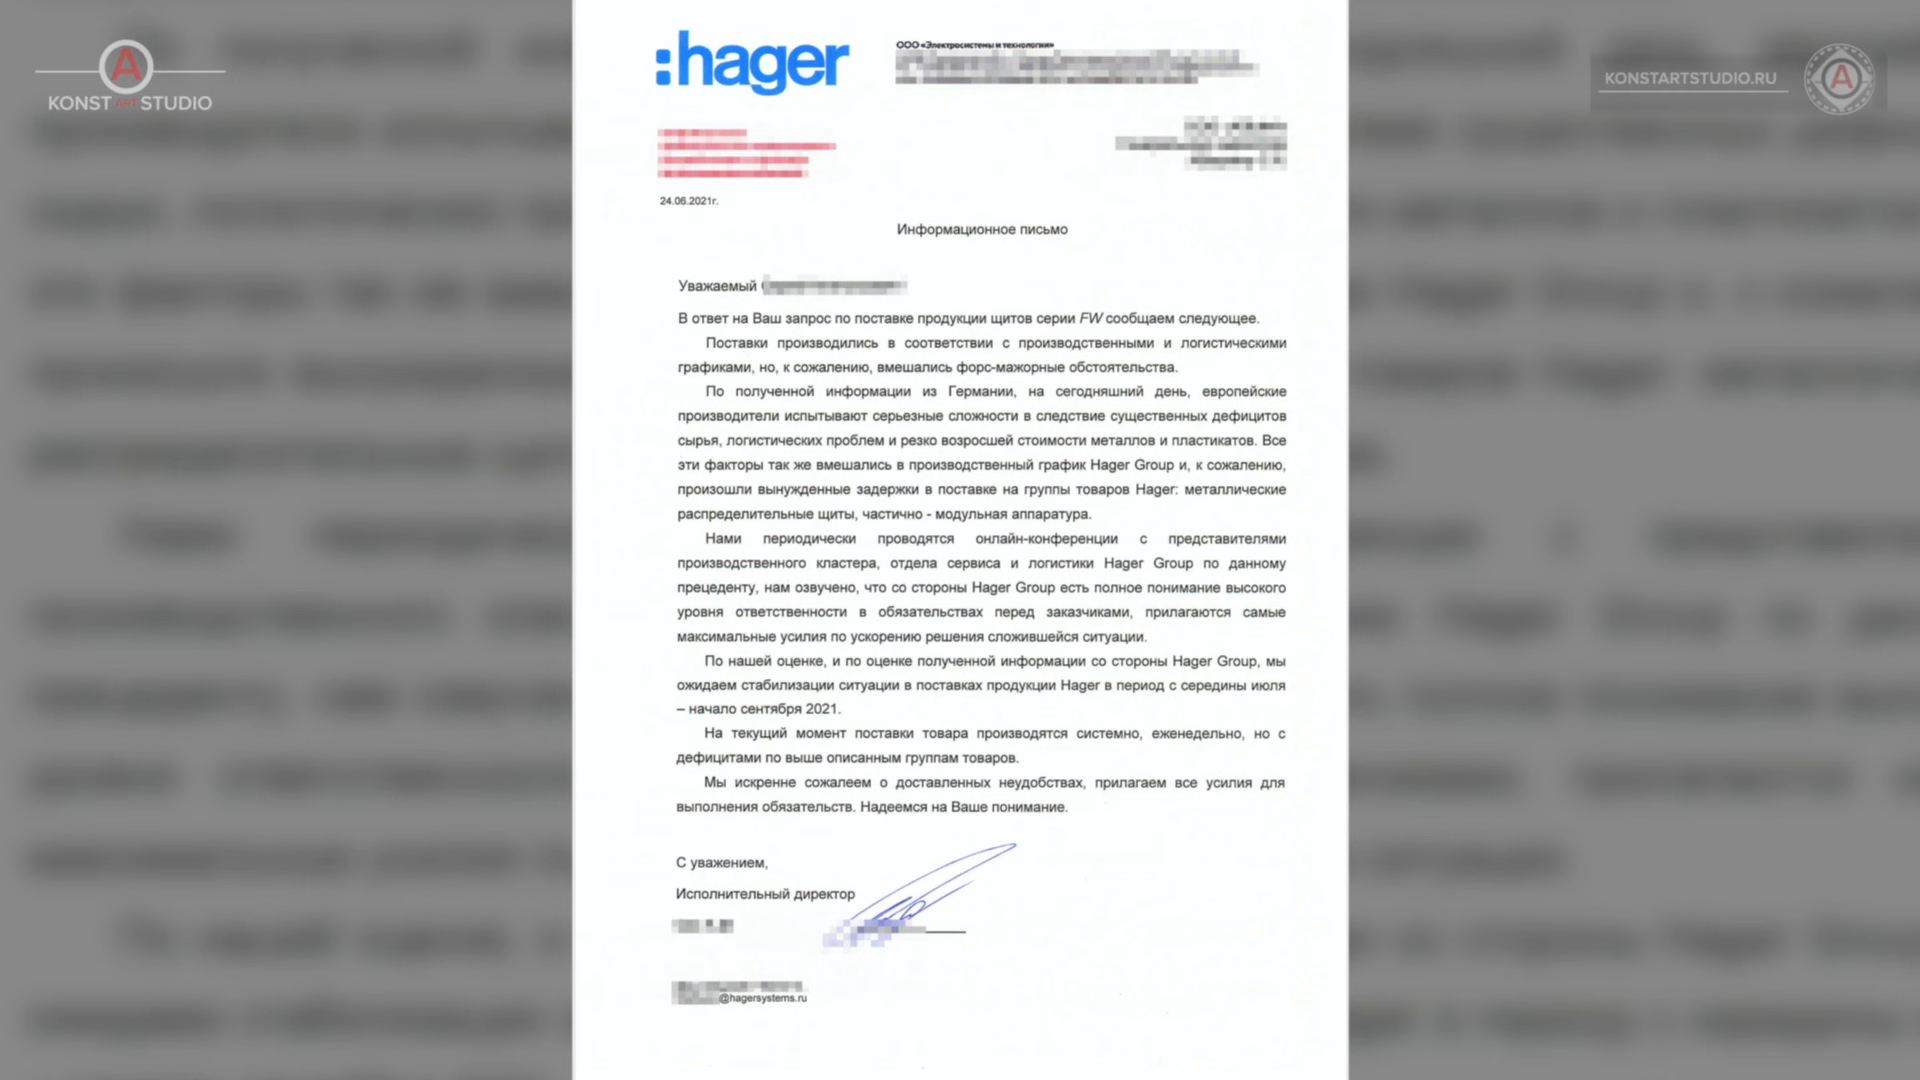 KONST ART STUDIO
KONSTARTSTUDIO.RU
hager
ООО «Электросистемы и технологии»
24.06.2021г.
Информационное письмо
Уважаемый
В ответ на Ваш запрос по поставке продукции щитов серии FW сообщаем следующее.
Поставки производились в соответствии с производственными и логистическими
графиками, но, к сожалению, вмешались форс-мажорные обстоятельства.
По полученной информации из Германии, на сегодняшний день, европейские
производители испытывают серьезные сложности в следствие существенных дефицитов
сырья, логистических проблем и резко возросшей стоимости металлов и пластикатов. Все
эти факторы так же вмешались в производственный график Hager Group и, к сожалению,
произошли вынужденные задержки в поставке на группы товаров Hager: металлические
распределительные щиты, частично - модульная аппаратура.
Нами периодически проводятся онлайн-конференции с представителями
производственного кластера, отдела сервиса и логистики Hager Group по данному
прецеденту, нам озвучено, что со стороны Hager Group есть полное понимание высокого
уровня ответственности в обязательствах перед заказчиками, прилагаются самые
максимальные усилия по ускорению решения сложившейся ситуации.
По нашей оценке, и по оценке полученной информации со стороны Hager Group, мы
ожидаем стабилизации ситуации в поставках продукции Hager в период с середины июля
– начало сентября 2021.
На текущий момент поставки товара производятся системно, еженедельно, но с
дефицитами по выше описанным группам товаров.
Мы искренне сожалеем о доставленных неудобствах, прилагаем все усилия для
выполнения обязательств. Надеемся на Ваше понимание.
С уважением,
Исполнительный директор
@hagersystems.ru